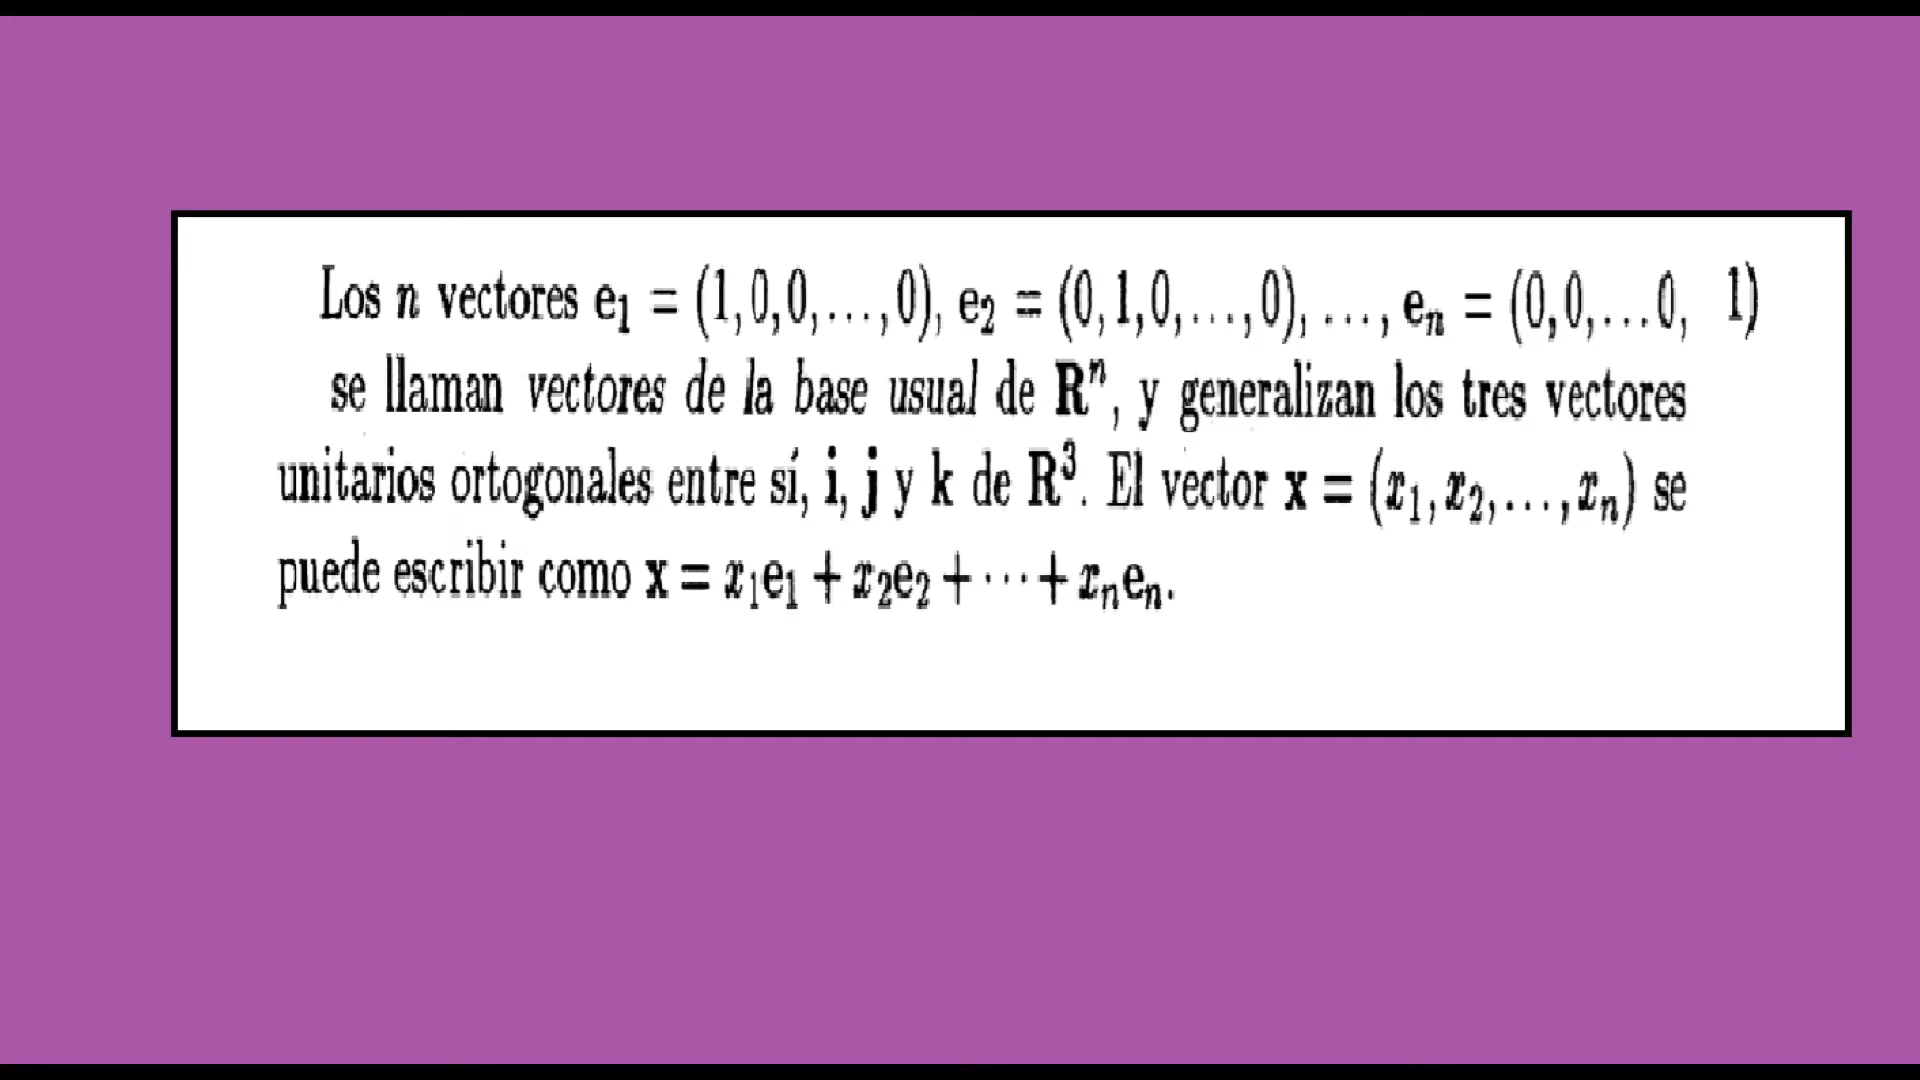 Los n vectores e₁ = (1,0,0,...,0), e₂ = (0,1,0,...,0), ..., eₙ = (0,0,...0, 1)
se llaman vectores de la base usual de Rⁿ, y generalizan los tres vectores
unitarios ortogonales entre sí, i, j y k de R³. El vector x = (x₁,x₂,...,xₙ) se
puede escribir como x = x₁e₁ + x₂e₂ + ··· + xₙeₙ.